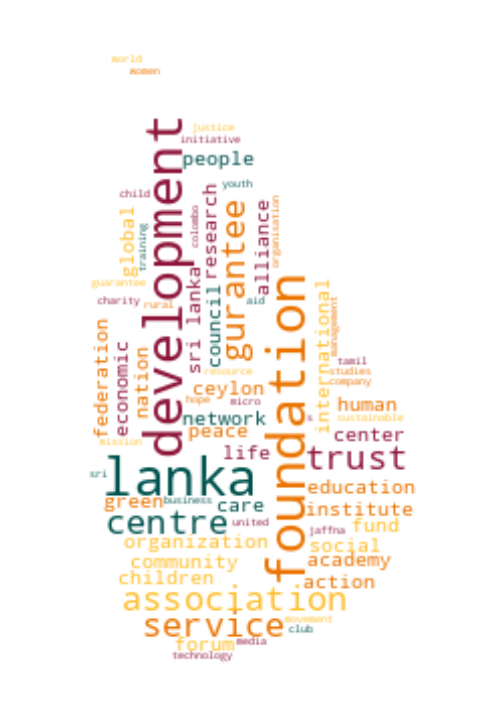 world
women
development
justice
initiative
people
youth
child
research
colombo
global
training
gurantee
alliance
organisation
guarantee
charity
rural
sri lanka
council
aid
foundation
international
management
federation
economic
nation
resource
ceylon
hope
micro
tamil
studies
company
human
s
sustainable
network
peace
mission
center
life
trust
sri
lanka
green
business
care
education
institute
centre
united
jaffna
fund
organization
social
community
academy
children
action
association
service
movement
club
forum
media
technology